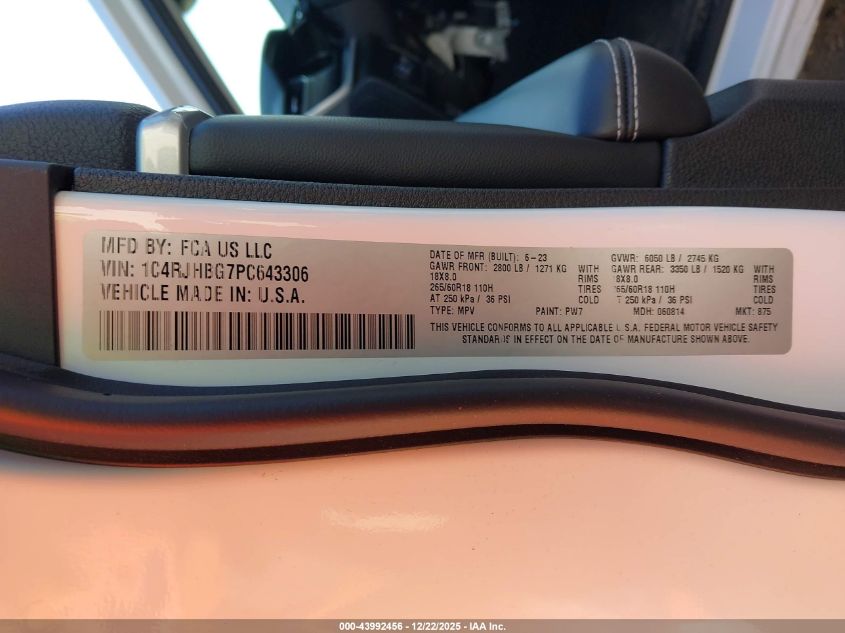 MFD BY: FCA US LLC
VIN: 1C4RJHBG7PC643306
VEHICLE MADE IN: U.S.A.
DATE OF MFR (BUILT): 6-23
GAWR FRONT: 2800 LB / 1271 KG WITH
18X8.0 RIMS
265/60R18 110H TIRES
AT 250 kPa / 36 PSI COLD
TYPE: MPV PAINT: PW7
GVWR: 6050 LB / 2745 KG
GAWR REAR: 3350 LB / 1520 KG WITH
18X8.0 RIMS
265/60R18 110H TIRES
T 250 kPa / 36 PSI COLD
MDH: 060814 MKT: 875
THIS VEHICLE CONFORMS TO ALL APPLICABLE U.S.A. FEDERAL MOTOR VEHICLE SAFETY
STANDARDS IN EFFECT ON THE DATE OF MANUFACTURE SHOWN ABOVE.
000-43992456 - 12/22/2025 - IAA Inc.